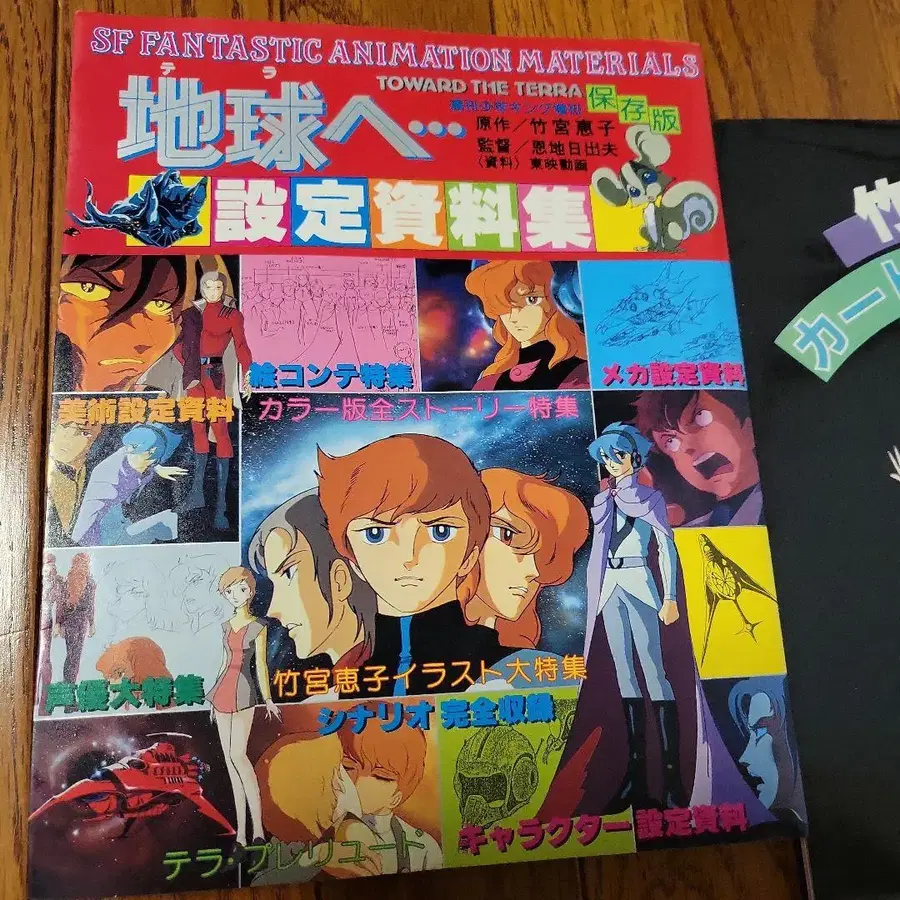 SF FANTASTIC ANIMATION MATERIALS
テラ
地球へ…
TOWARD THE TERRA
保存版
原作/竹宮恵子
監督/恩地日出夫
(資料)東映動画
設定資料集
絵コンテ特集
メカ設定資料
美術設定資料
カラー版全ストーリー特集
声優大特集
竹宮恵子イラスト大特集
シナリオ 完全収録
テラ・プレリュード
キャラクター設定資料
竹
カー